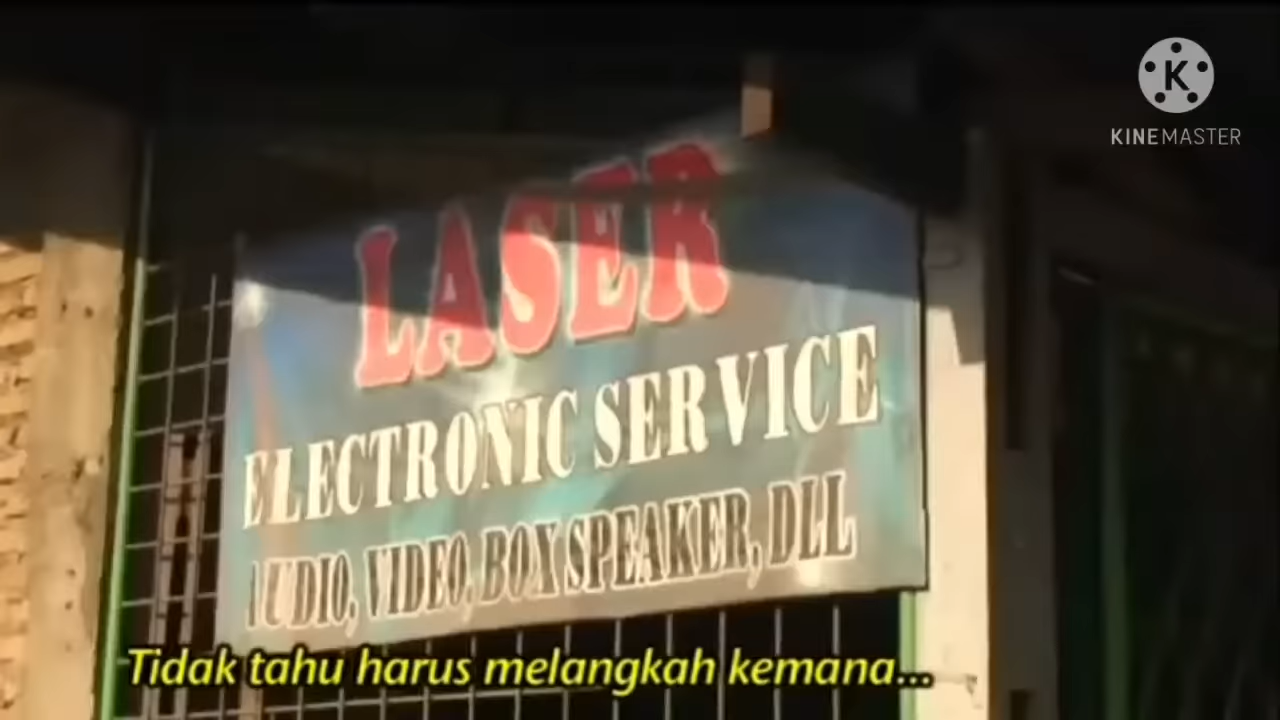 K
KINEMASTER
LASER
ELECTRONIC SERVICE
AUDIO, VIDEO, BOX SPEAKER, DLL
Tidak tahu harus melangkah kemana...